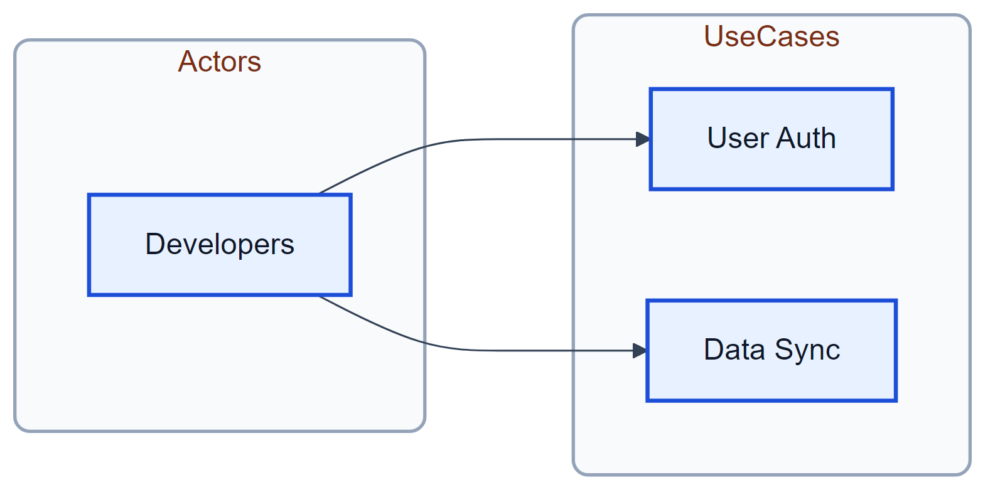 Actors
Developers
UseCases
User Auth
Data Sync